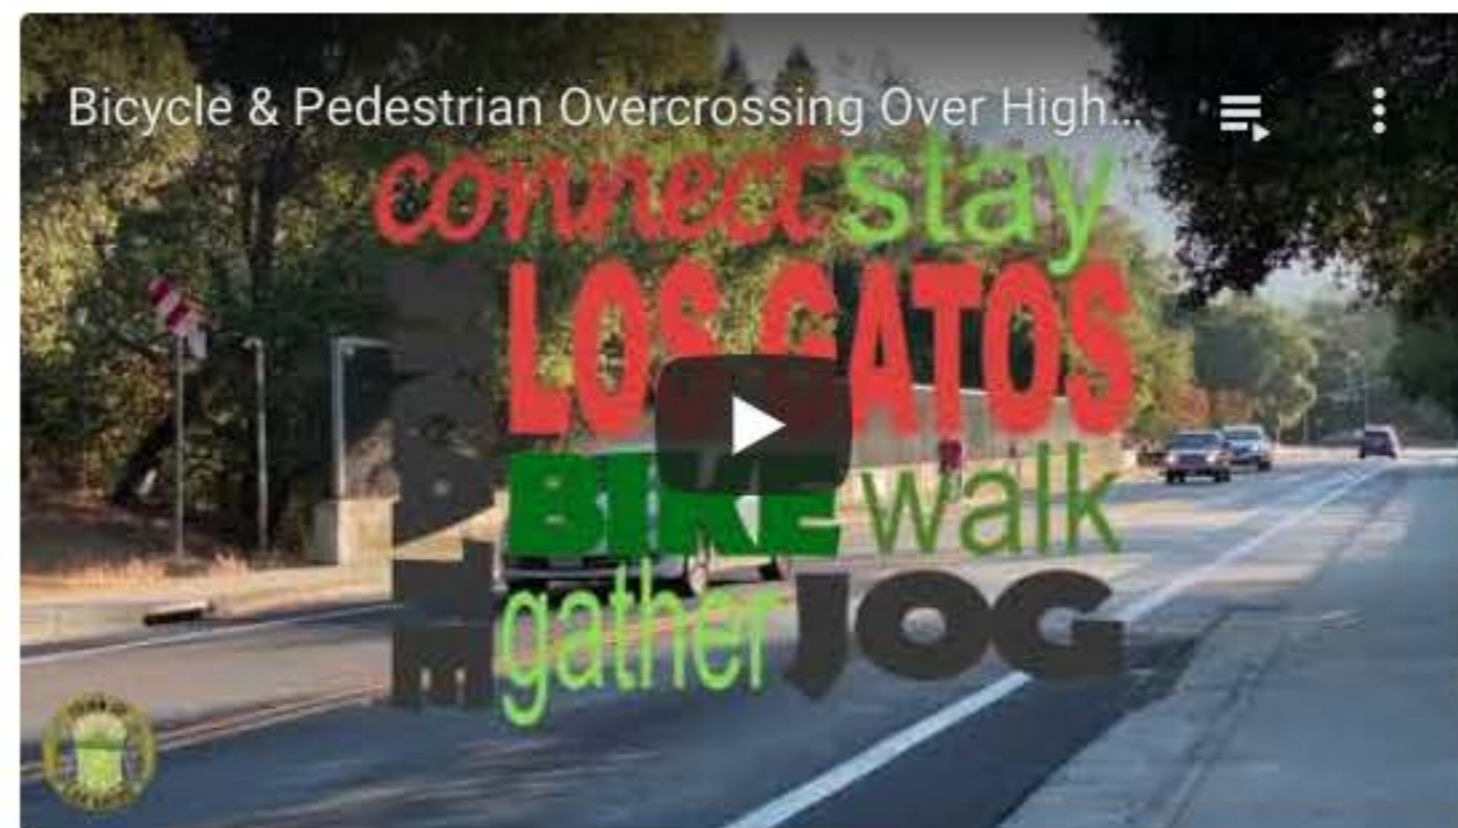 Bicycle & Pedestrian Overcrossing Over High...
connect stay
LOS GATOS
BIKE walk
gather JOG